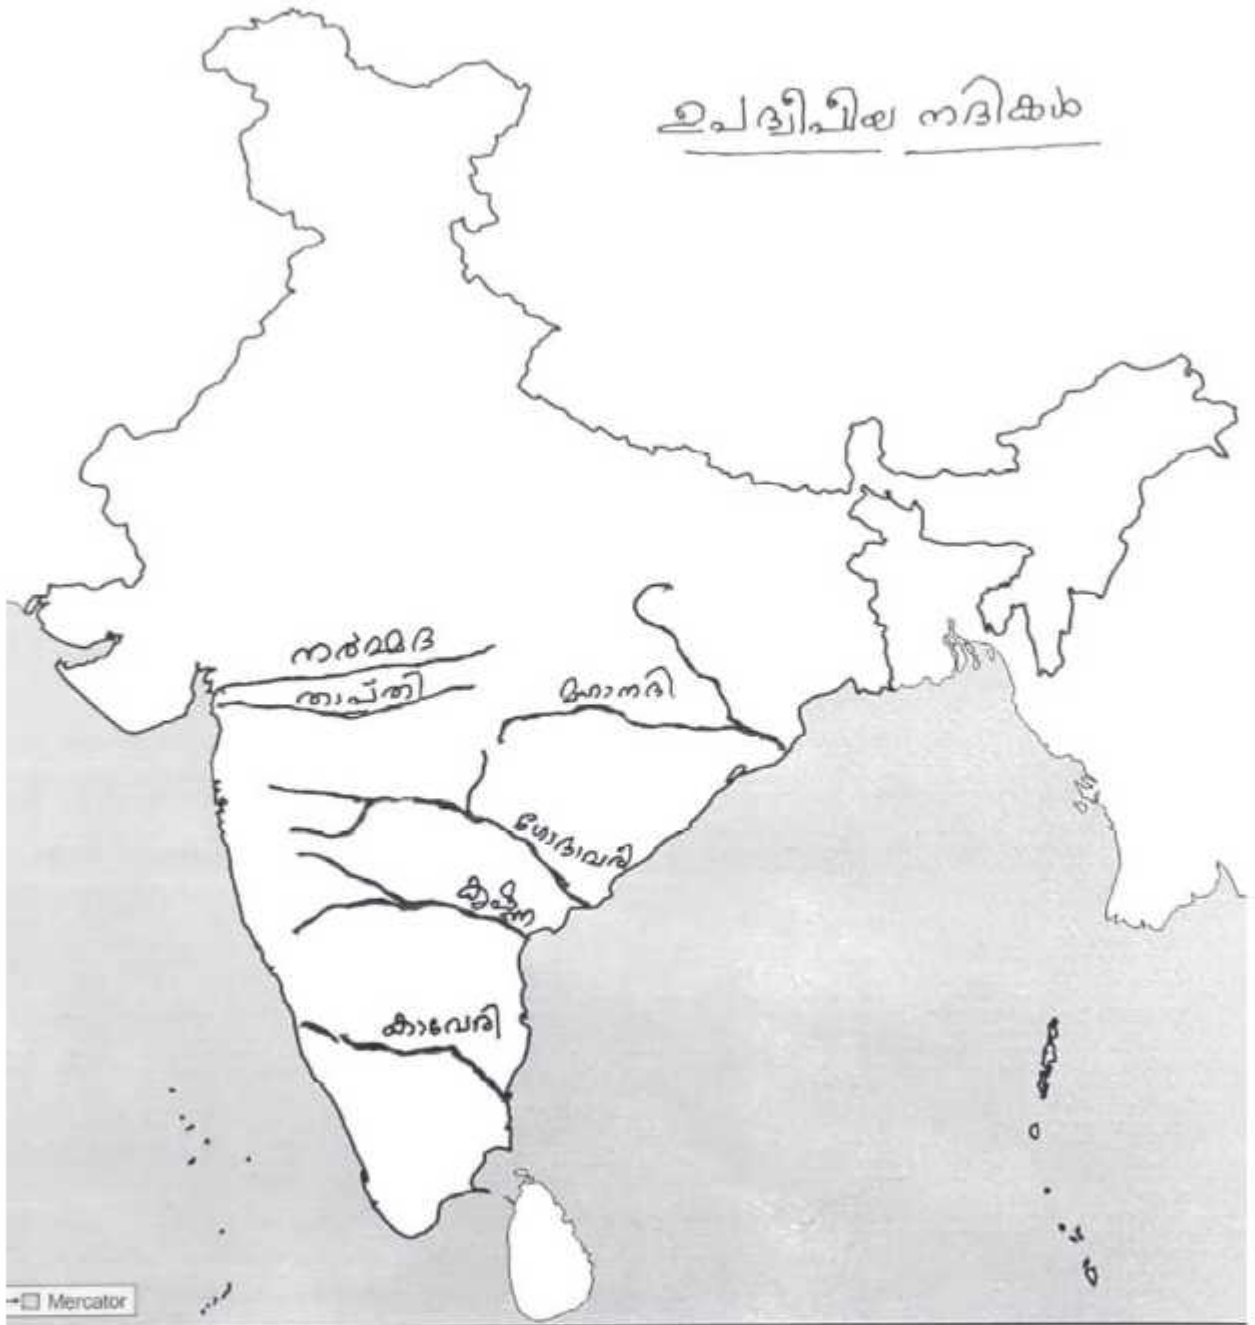 ഉപദ്വീപീയ നദികൾ
നർമ്മദ
താപ്തി
മഹാനദി
ഗോദാവരി
കൃഷ്ണ
കാവേരി
Mercator